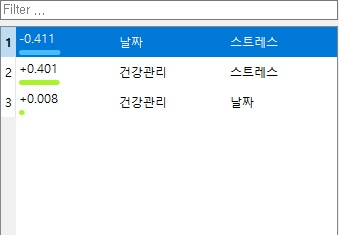 Filter ...
1 -0.411 날짜 스트레스
2 +0.401 건강관리 스트레스
3 +0.008 건강관리 날짜